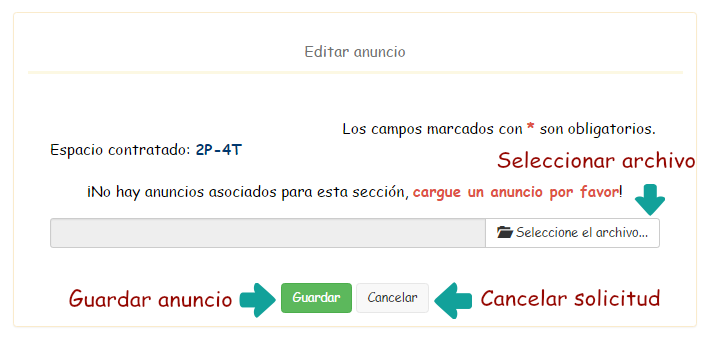 Editar anuncio
Los campos marcados con * son obligatorios.
Espacio contratado: 2P-4T
Seleccionar archivo
¡No hay anuncios asociados para esta sección, cargue un anuncio por favor!
Seleccione el archivo...
Guardar anuncio
Guardar
Cancelar
Cancelar solicitud